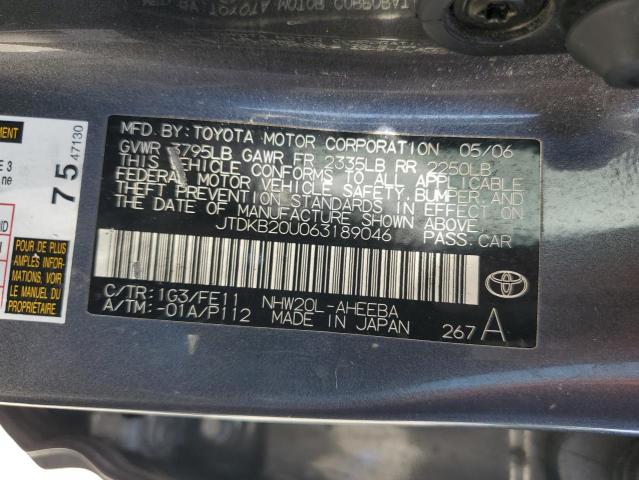 MFD. BY: TOYOTA MOTOR CORPORATION 05/06
GVWR 3795LB GAWR FR 2335LB RR 2250LB
THIS VEHICLE CONFORMS TO ALL APPLICABLE
FEDERAL MOTOR VEHICLE SAFETY, BUMPER, AND
THEFT PREVENTION STANDARDS IN EFFECT ON
THE DATE OF MANUFACTURE SHOWN ABOVE.
JTDKB20U063189046 PASS. CAR
C/TR: 1G3/FE11 NHW20L-AHEEBA
A/TM: -01A/P112 MADE IN JAPAN
267 A
75
47130
POUR DE PLUS
AMPLES
INFORMATIONS, VOIR
LE MANUEL DU